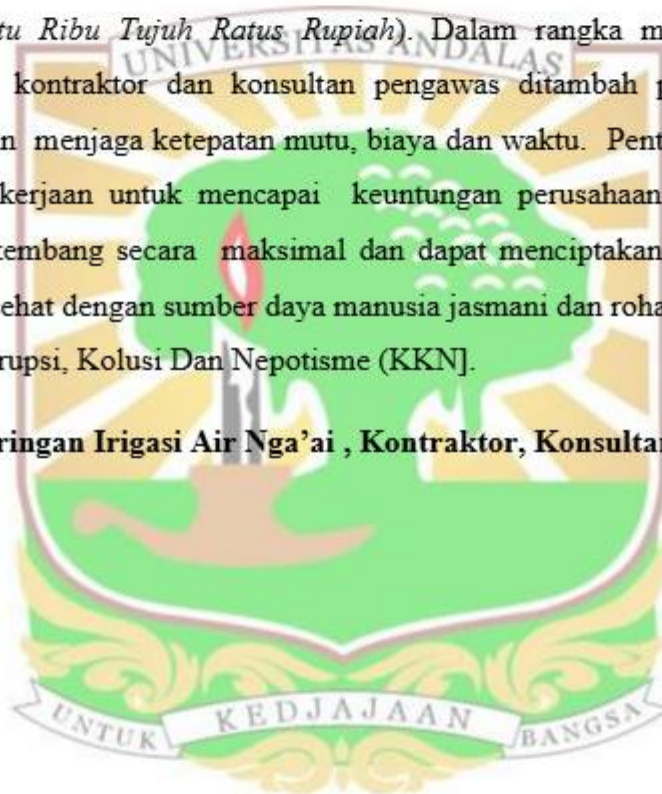 tu Ribu Tujuh Ratus Rupiah). Dalam rangka m
UNIVERSITAS ANDALAS
kontraktor dan konsultan pengawas ditambah p
n menjaga ketepatan mutu, biaya dan waktu. Pent
kerjaan untuk mencapai keuntungan perusahaan
embang secara maksimal dan dapat menciptakan
ehat dengan sumber daya manusia jasmani dan roha
rupsi, Kolusi Dan Nepotisme (KKN].
ringan Irigasi Air Nga’ai , Kontraktor, Konsultan
UNTUK KEDJAJAAN BANGSA